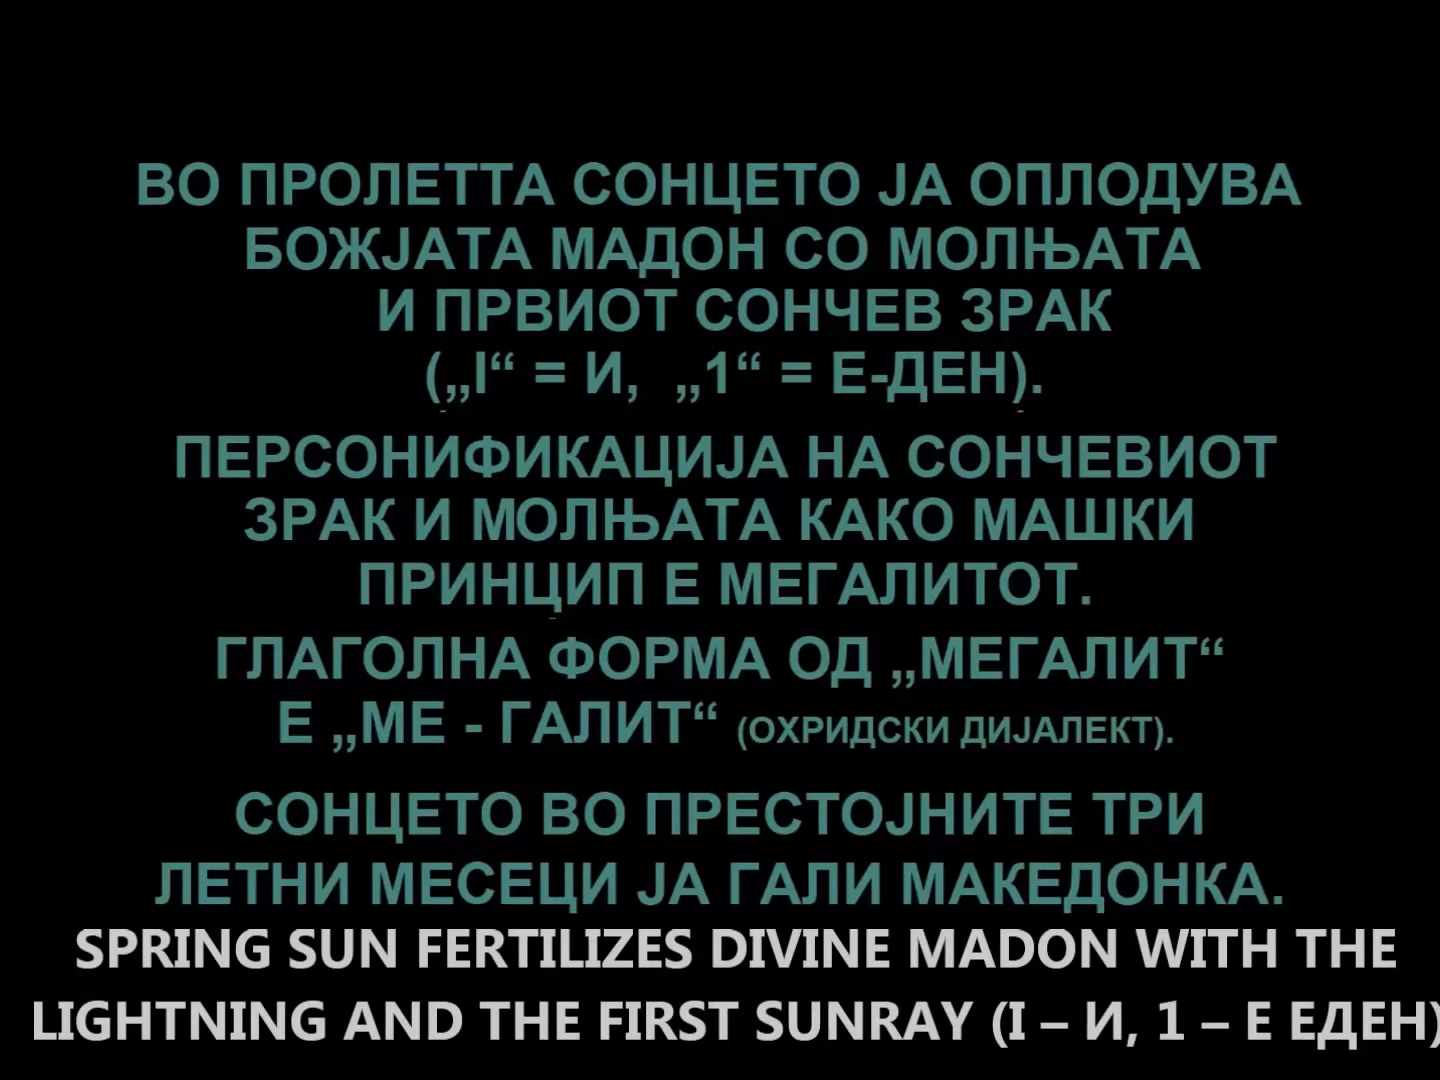 ВО ПРОЛЕТТА СОНЦЕТО ЈА ОПЛОДУВА
БОЖЈАТА МАДОН СО МОЛЊАТА
И ПРВИОТ СОНЧЕВ ЗРАК
(„I“ = И, „1“ = Е-ДЕН).
ПЕРСОНИФИКАЦИЈА НА СОНЧЕВИОТ
ЗРАК И МОЛЊАТА КАКО МАШКИ
ПРИНЦИП Е МЕГАЛИТОТ.
ГЛАГОЛНА ФОРМА ОД „МЕГАЛИТ“
Е „МЕ - ГАЛИТ“ (ОХРИДСКИ ДИЈАЛЕКТ).
СОНЦЕТО ВО ПРЕСТОЈНИТЕ ТРИ
ЛЕТНИ МЕСЕЦИ ЈА ГАЛИ МАКЕДОНКА.
SPRING SUN FERTILIZES DIVINE MADON WITH THE
LIGHTNING AND THE FIRST SUNRAY (I – И, 1 – Е ЕДЕН)